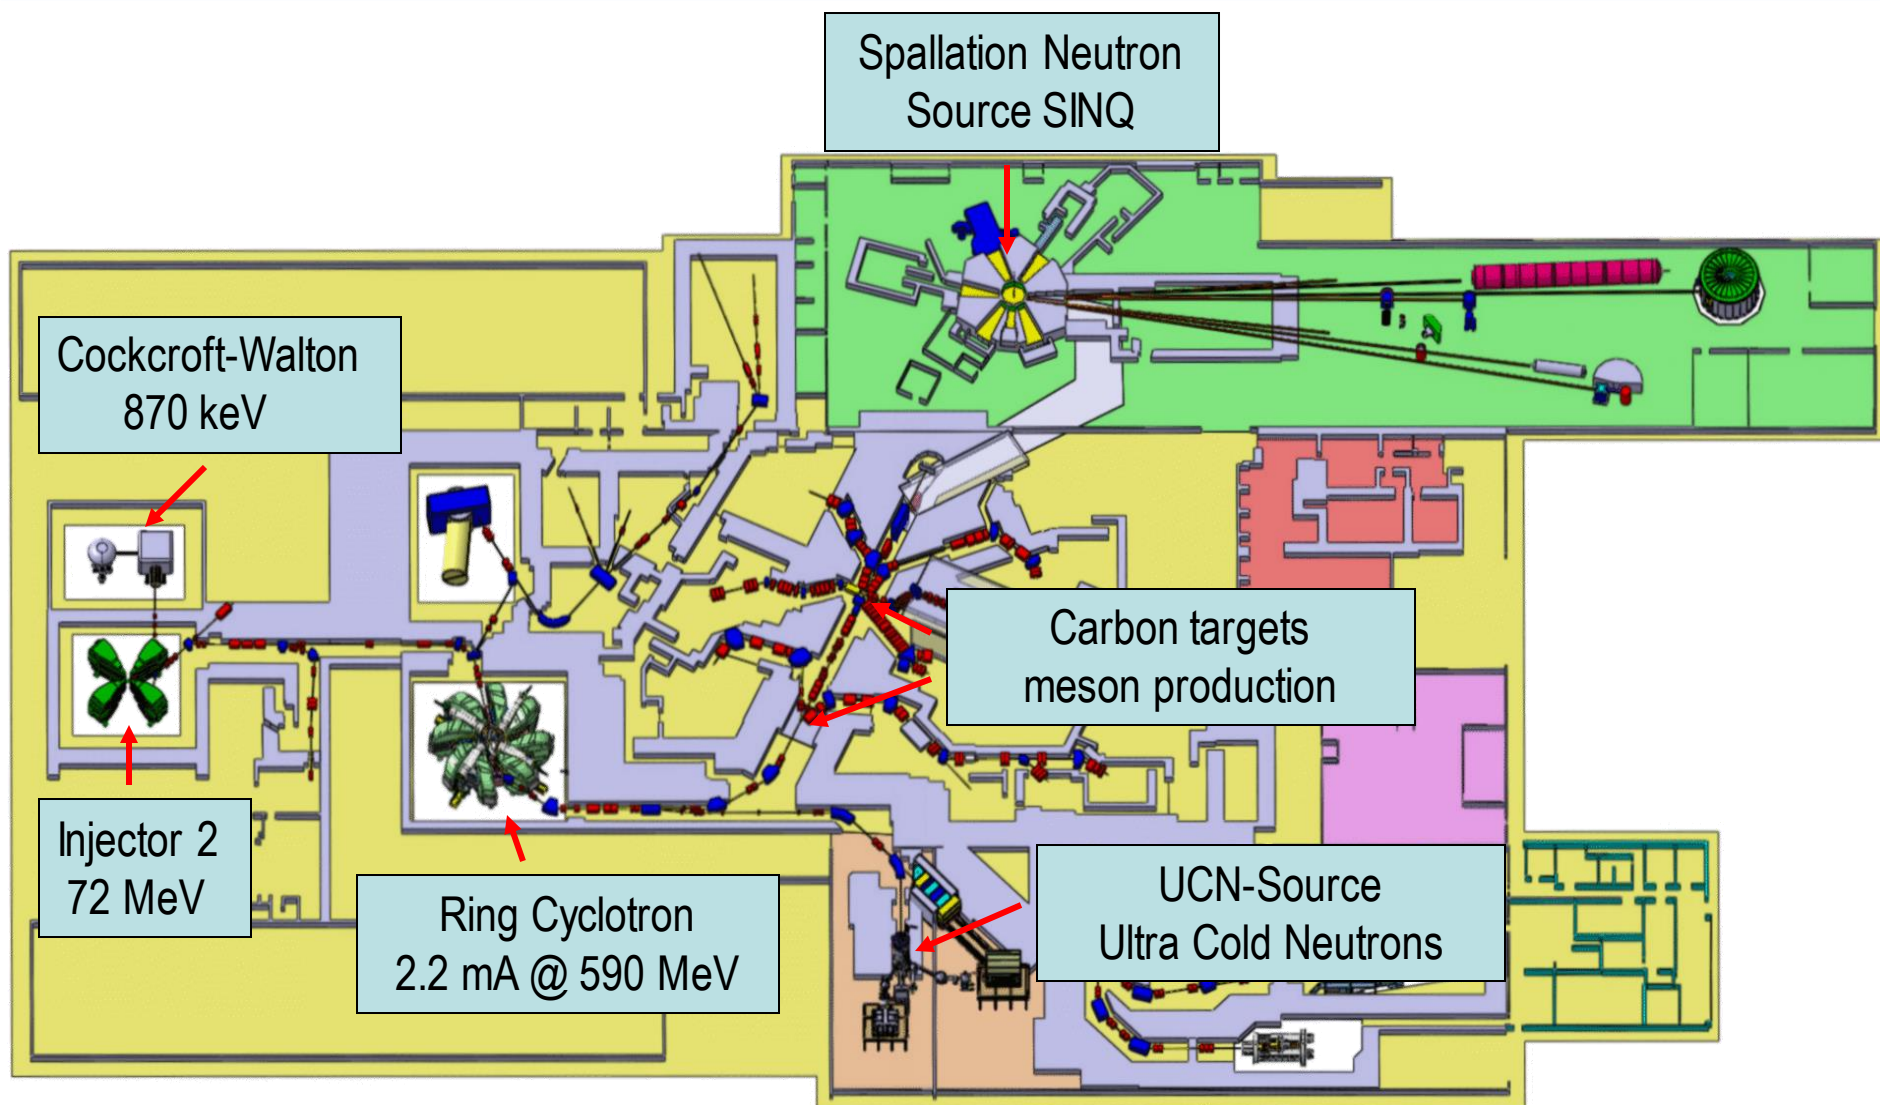 Spallation Neutron
Source SINQ
Cockcroft-Walton
870 keV
Carbon targets
meson production
Injector 2
72 MeV
Ring Cyclotron
2.2 mA @ 590 MeV
UCN-Source
Ultra Cold Neutrons